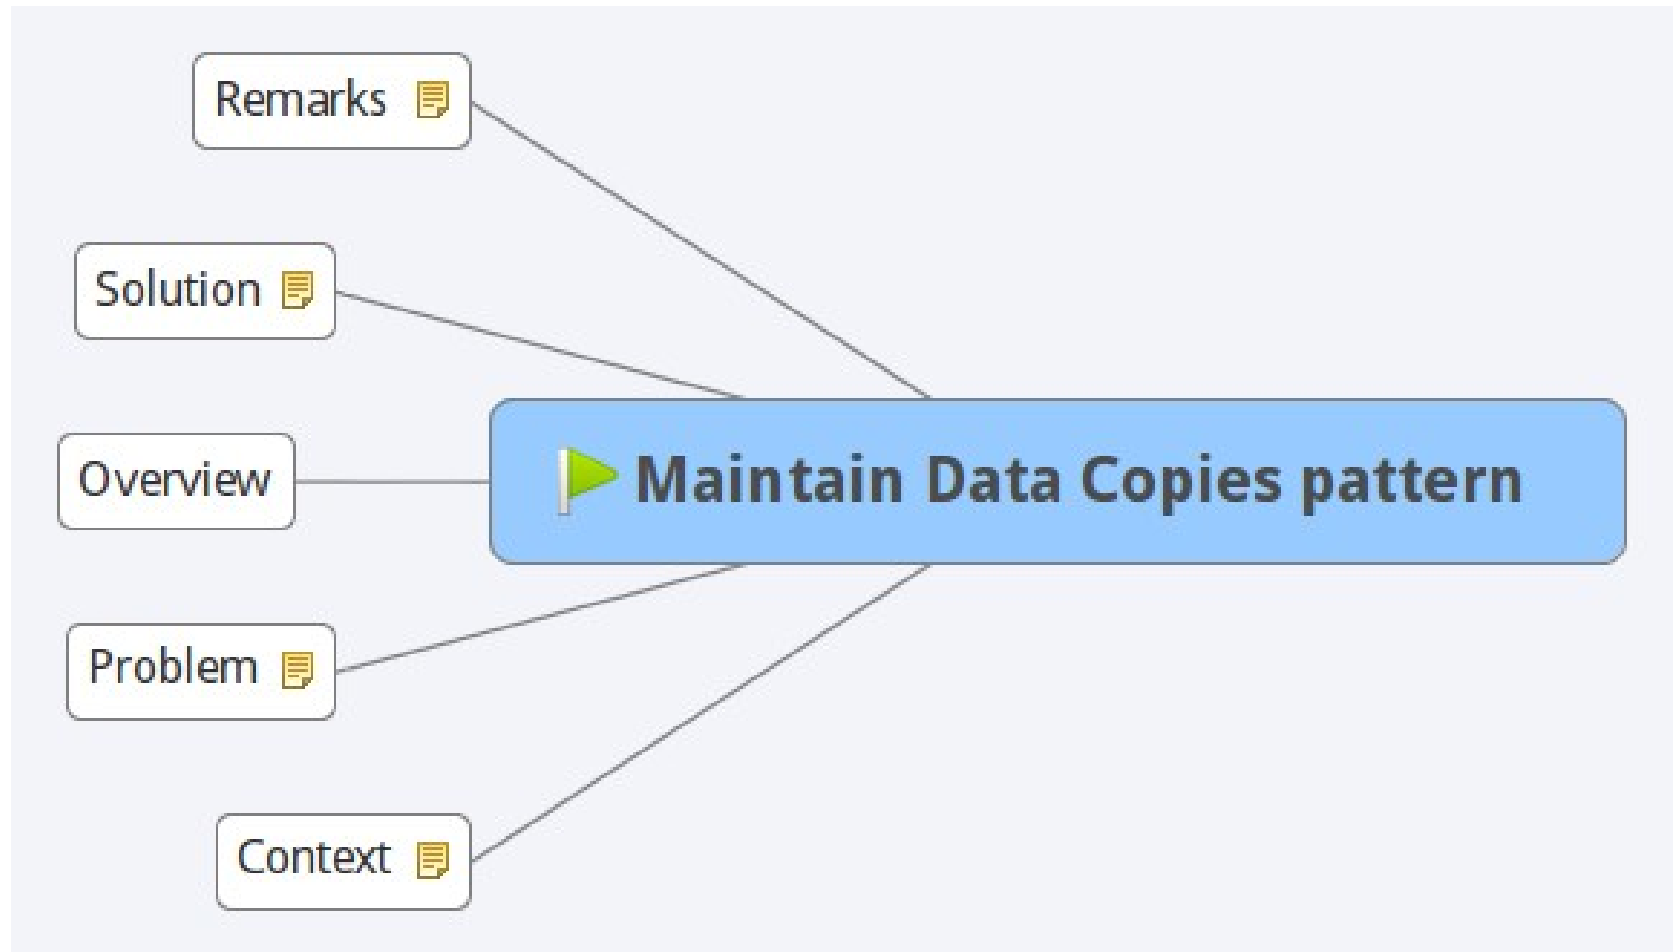 Remarks
Solution
Overview
Maintain Data Copies pattern
Problem
Context